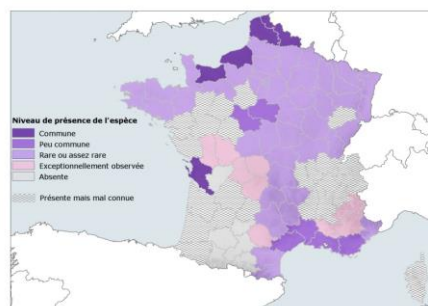 Niveau de présence de l'espèce
Commune
Peu commune
Rare ou assez rare
Exceptionnellement observée
Absente
Présente mais mal connue